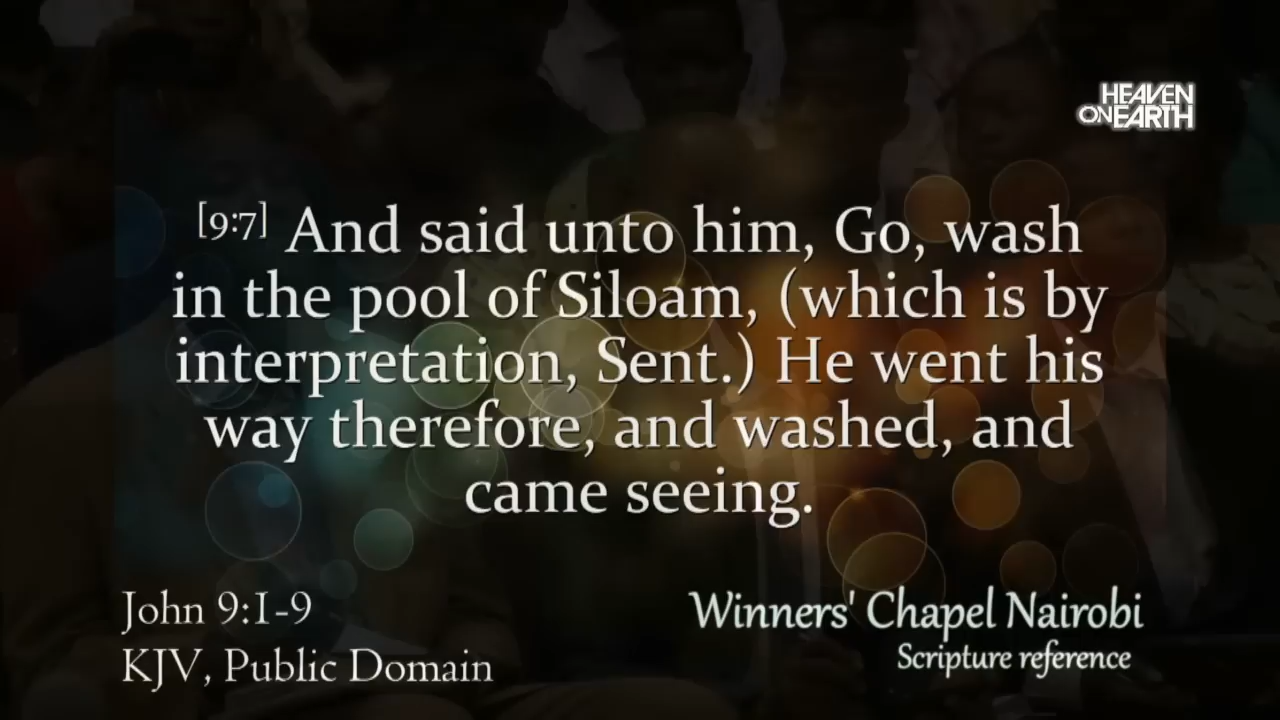 HEAVEN
ON EARTH
[9:7] And said unto him, Go, wash
in the pool of Siloam, (which is by
interpretation, Sent.) He went his
way therefore, and washed, and
came seeing.
John 9:1-9
KJV, Public Domain
Winners' Chapel Nairobi
Scripture reference